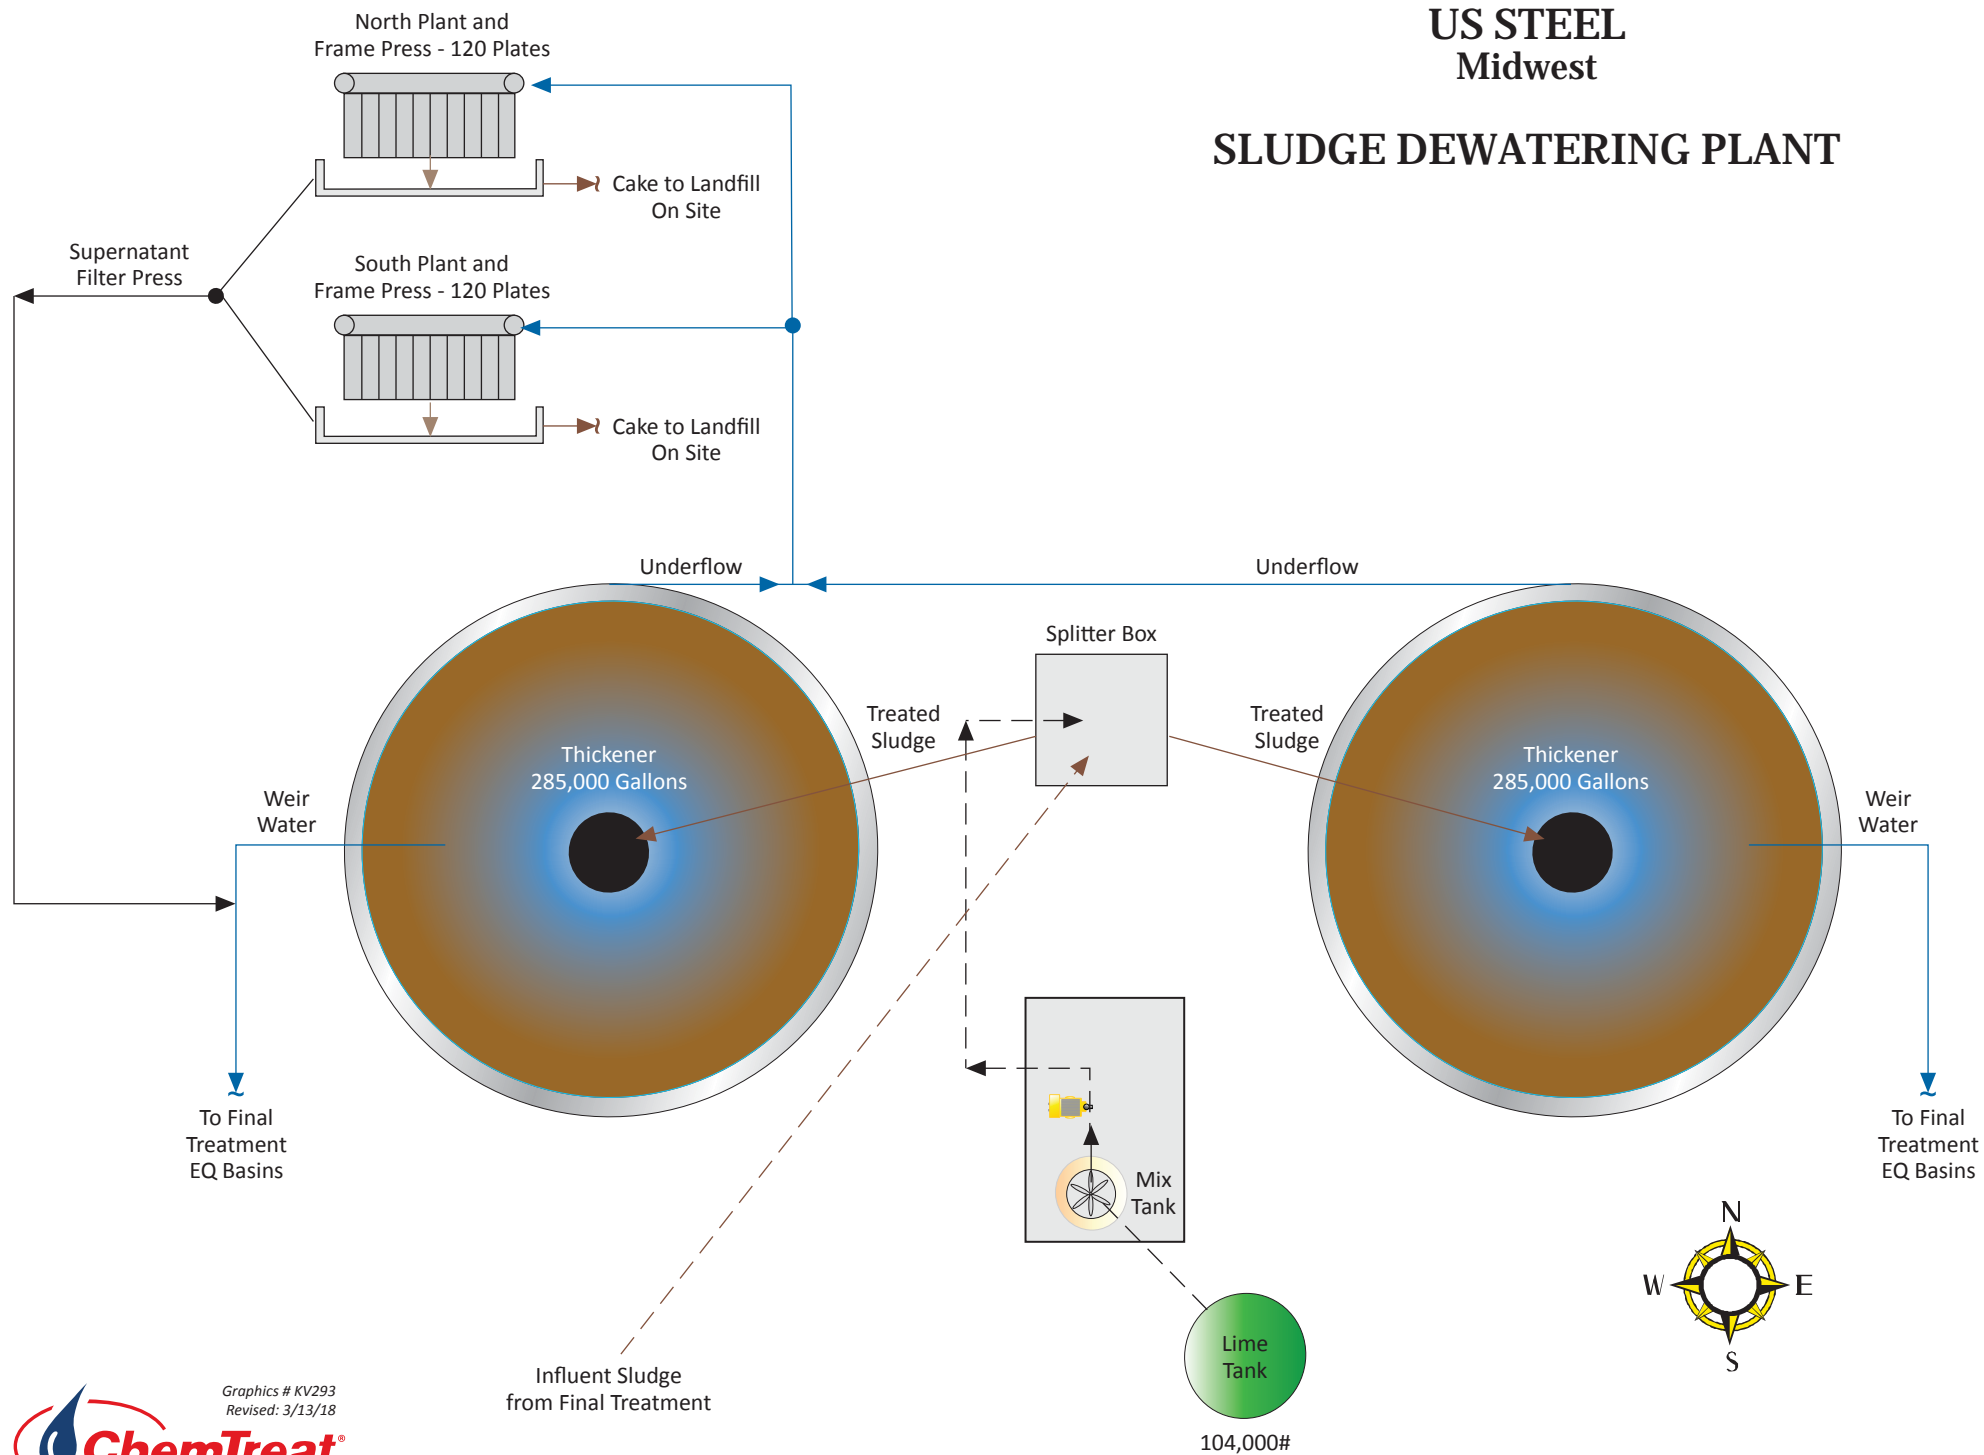 US STEEL
Midwest
SLUDGE DEWATERING PLANT
North Plant and
Frame Press - 120 Plates
Cake to Landfill
On Site
Supernatant
Filter Press
South Plant and
Frame Press - 120 Plates
Cake to Landfill
On Site
Underflow
Underflow
Splitter Box
Treated
Sludge
Treated
Sludge
Thickener
285,000 Gallons
Thickener
285,000 Gallons
Weir
Water
Weir
Water
To Final
Treatment
EQ Basins
To Final
Treatment
EQ Basins
Mix
Tank
N
W
E
S
Lime
Tank
104,000#
Influent Sludge
from Final Treatment
Graphics # KV293
Revised: 3/13/18
ChemTreat®